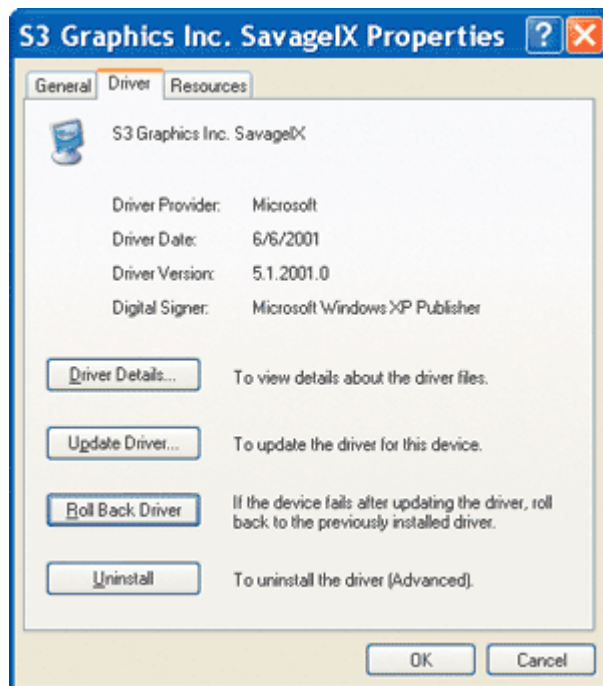 S3 Graphics Inc. SavageIX Properties
General Driver Resources
S3 Graphics Inc. SavageIX
Driver Provider: Microsoft
Driver Date: 6/6/2001
Driver Version: 5.1.2001.0
Digital Signer: Microsoft Windows XP Publisher
Driver Details... To view details about the driver files.
Update Driver... To update the driver for this device.
Roll Back Driver If the device fails after updating the driver, roll
back to the previously installed driver.
Uninstall To uninstall the driver (Advanced).
OK Cancel